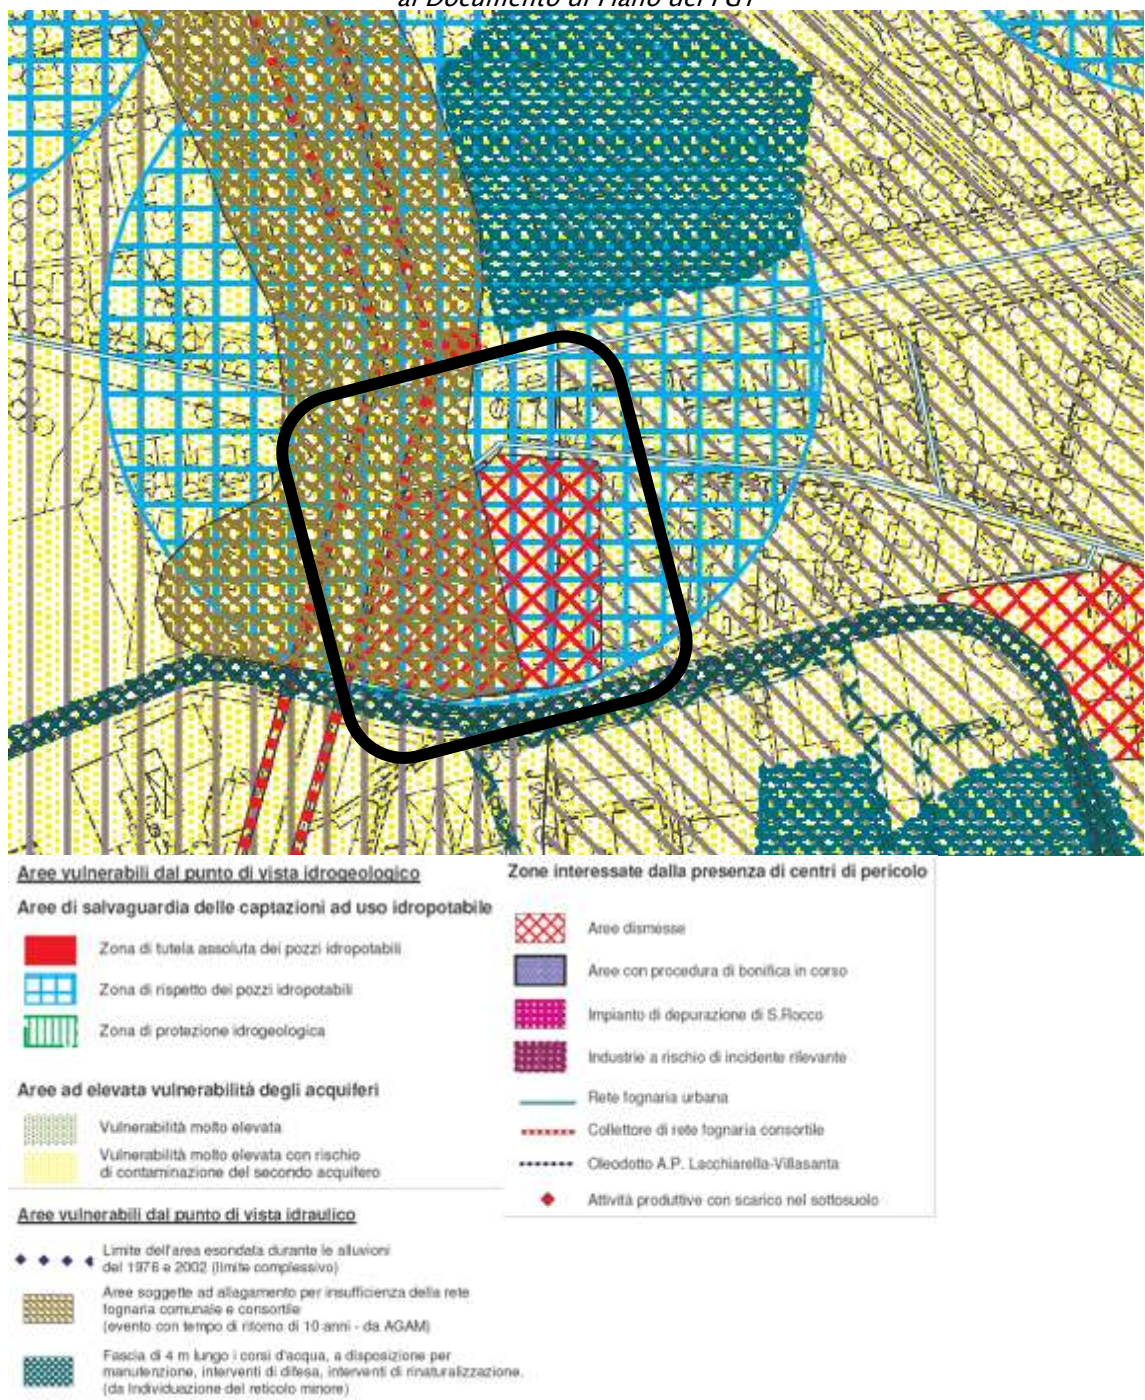 al Documento di Piano del PGT
Aree vulnerabili dal punto di vista idrogeologico
Aree di salvaguardia delle captazioni ad uso idropotabile
Zona di tutela assoluta dei pozzi idropotabili
Zona di rispetto dei pozzi idropotabili
Zona di protezione idrogeologica
Aree ad elevata vulnerabilità degli acquiferi
Vulnerabilità molto elevata
Vulnerabilità molto elevata con rischio
di contaminazione del secondo acquifero
Aree vulnerabili dal punto di vista idraulico
Limite dell'area esondata durante le alluvioni
del 1976 e 2002 (limite complessivo)
Aree soggette ad allagamento per insufficienza della rete
fognaria comunale e consortile
(evento con tempo di ritorno di 10 anni - da AGAM)
Fascia di 4 m lungo i corsi d'acqua, a disposizione per
manutenzione, interventi di difesa, interventi di rinaturalizzazione.
(da Individuazione del reticolo minore)
Zone interessate dalla presenza di centri di pericolo
Aree dismesse
Aree con procedura di bonifica in corso
Impianto di depurazione di S.Rocco
Industrie a rischio di incidente rilevante
Rete fognaria urbana
Collettore di rete fognaria consortile
Oleodotto A.P. Lacchiarella-Villasanta
Attività produttive con scarico nel sottosuolo